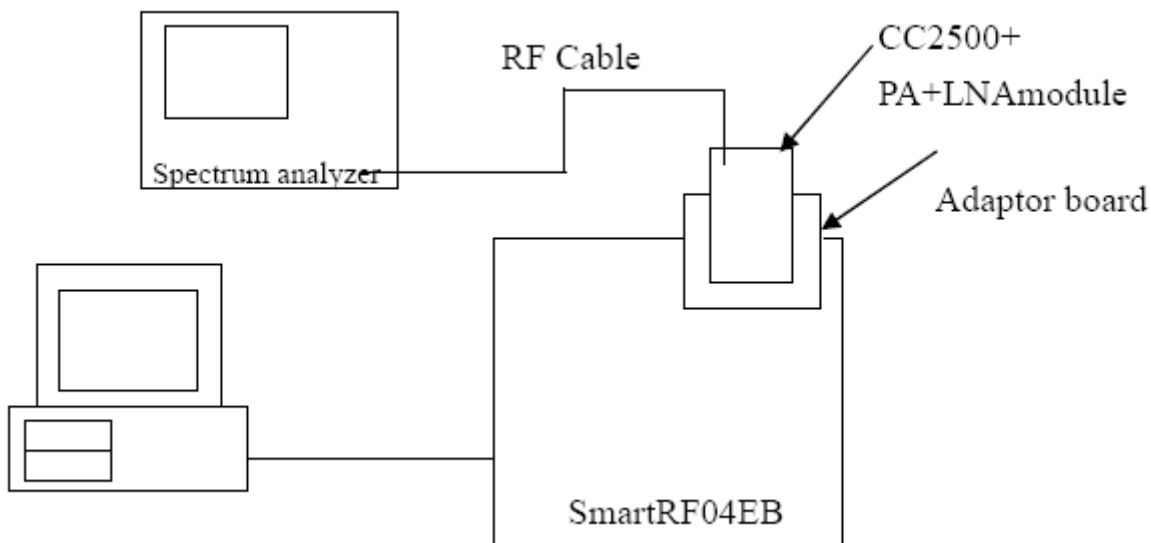 CC2500+
PA+LNAmodule
RF Cable
Spectrum analyzer
Adaptor board
SmartRF04EB